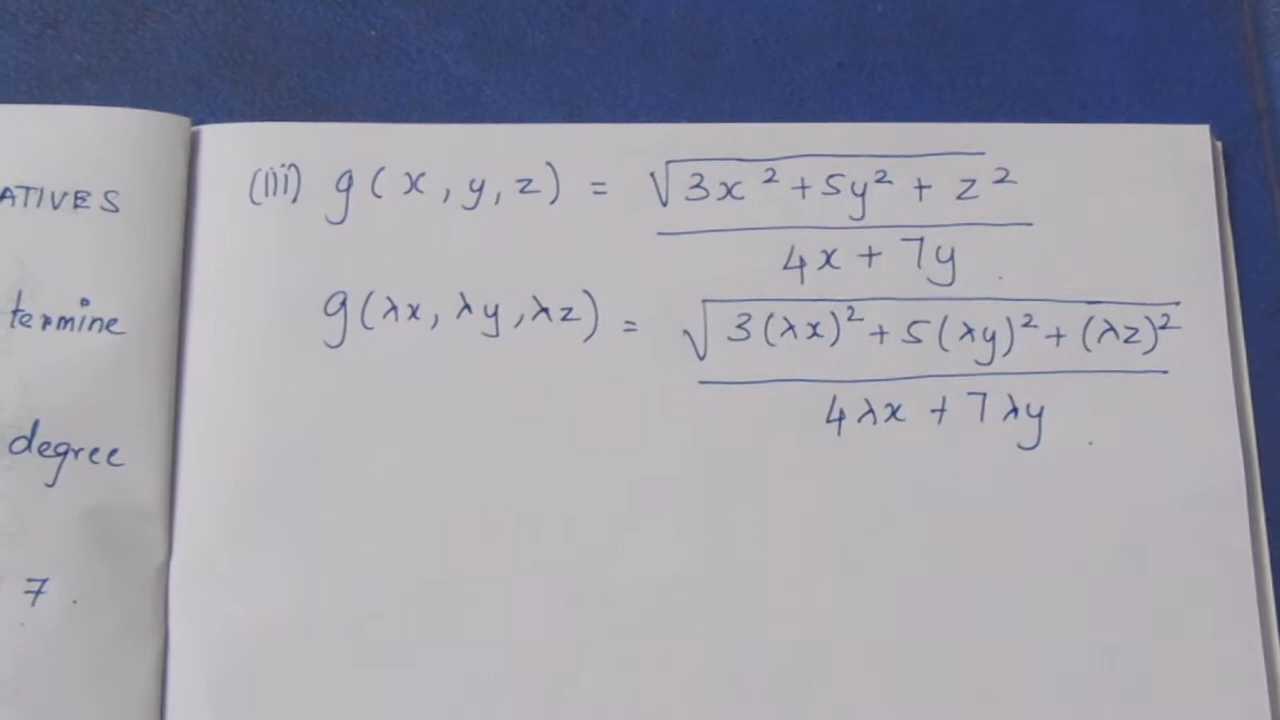 ATIVES
termine
degree
7.
(iii) g(x, y, z) = √3x² + 5y² + z²
4x + 7y
g(λx, λy, λz) = √3(λx)² + 5(λy)² + (λz)²
4λx + 7λy